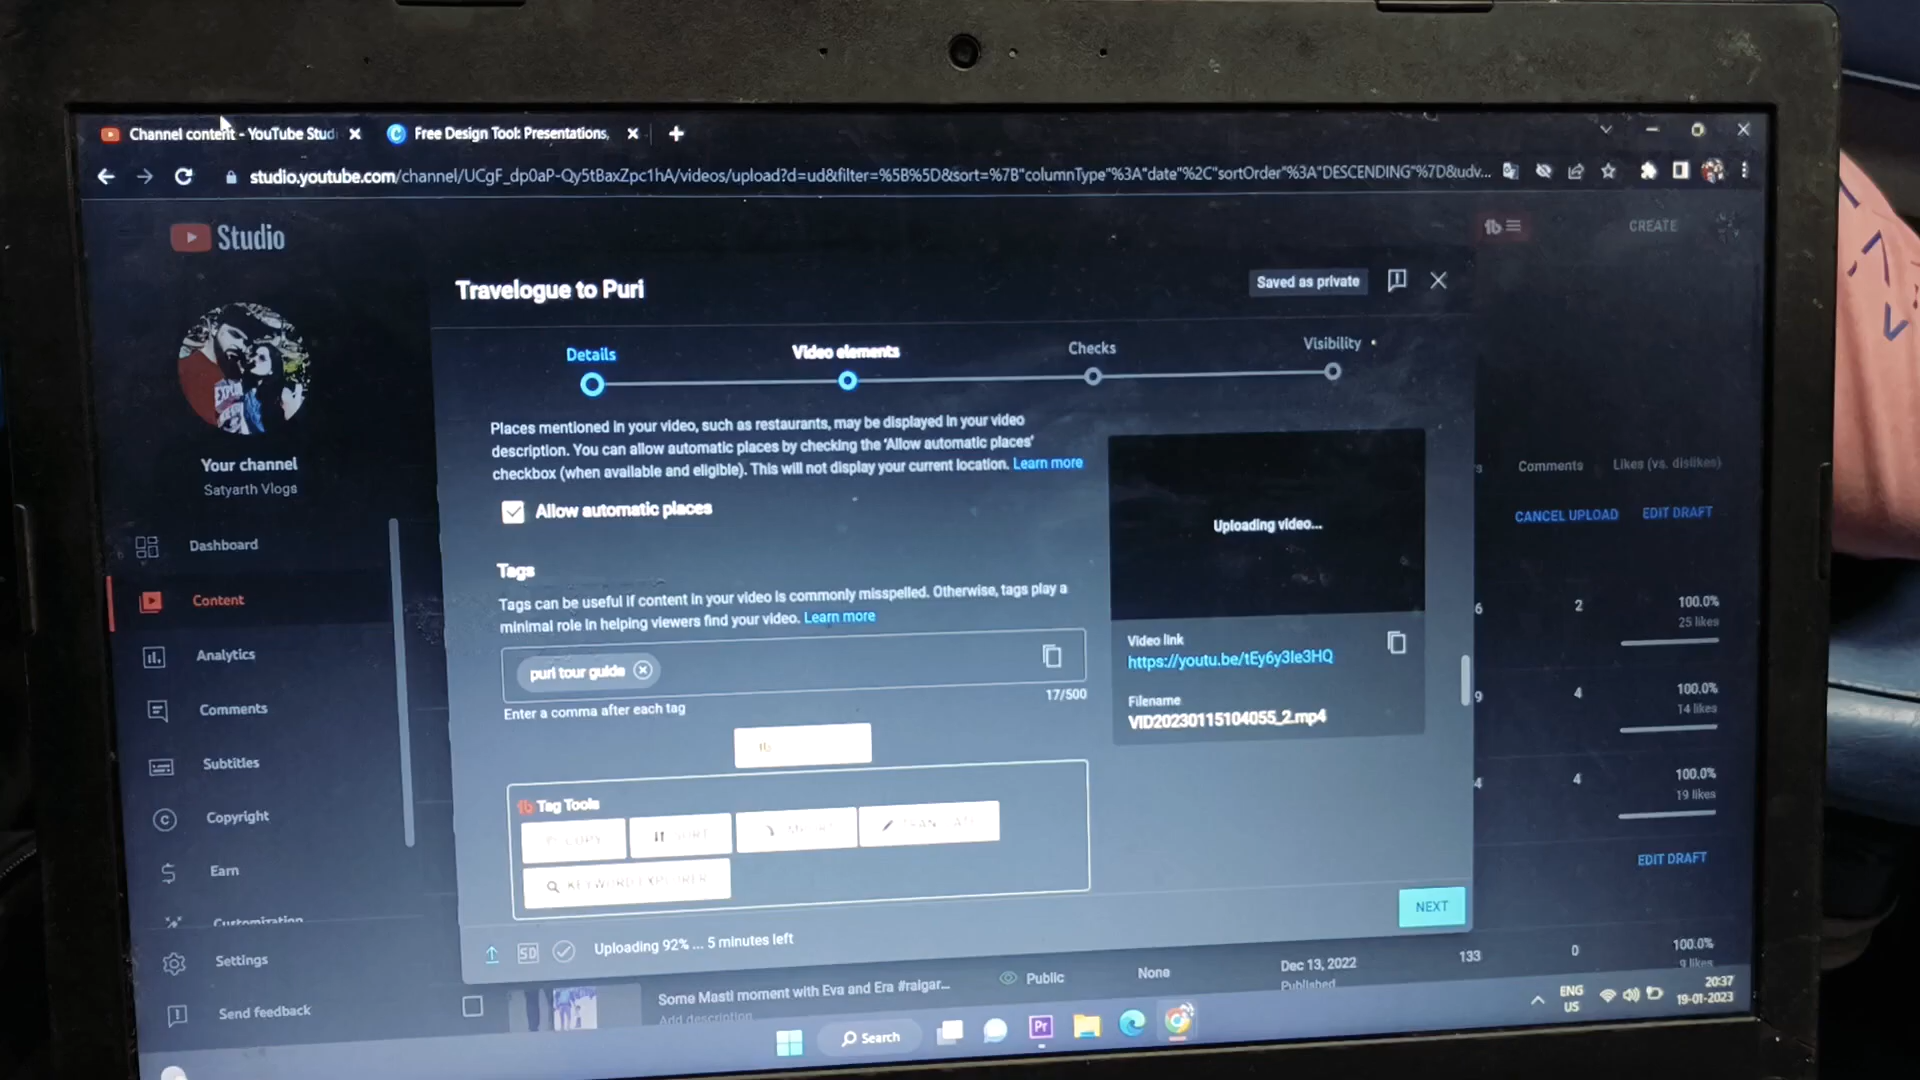 Channel content - YouTube Stud
Free Design Tool: Presentations,
studio.youtube.com/channel/UCgF_dp0aP-Qy5tBaxZpc1hA/videos/upload?d=ud&filter=%5B%5D&sort=%7B"columnType"%3A"date"%2C"sortOrder"%3A"DESCENDING"%7D&udv...
Studio
CREATE
Travelogue to Puri
Saved as private
Details
Video elements
Checks
Visibility
Places mentioned in your video, such as restaurants, may be displayed in your video
description. You can allow automatic places by checking the 'Allow automatic places'
checkbox (when available and eligible). This will not display your current location. Learn more
Allow automatic places
Tags
Tags can be useful if content in your video is commonly misspelled. Otherwise, tags play a
minimal role in helping viewers find your video. Learn more
puri tour guide
17/500
Enter a comma after each tag
Tag Tools
COPY
SORT
TRANSLATE
KEYWORD EXPLORER
Uploading video...
Video link
https://youtu.be/tEy6y3Ie3HQ
Filename
VID20230115104055_2.mp4
NEXT
SD
Uploading 92% ... 5 minutes left
Your channel
Satyarth Vlogs
Dashboard
Content
Analytics
Comments
Subtitles
Copyright
Earn
Customization
Settings
Send feedback
Comments
Likes (vs. dislikes)
CANCEL UPLOAD
EDIT DRAFT
6
2
100.0%
25 likes
9
4
100.0%
14 likes
4
4
100.0%
19 likes
EDIT DRAFT
Some Masti moment with Eva and Era #raigar...
Add description
Public
None
Dec 13, 2022
Published
133
0
100.0%
9 likes
Search
Pr
ENG
US
20:37
19-01-2023